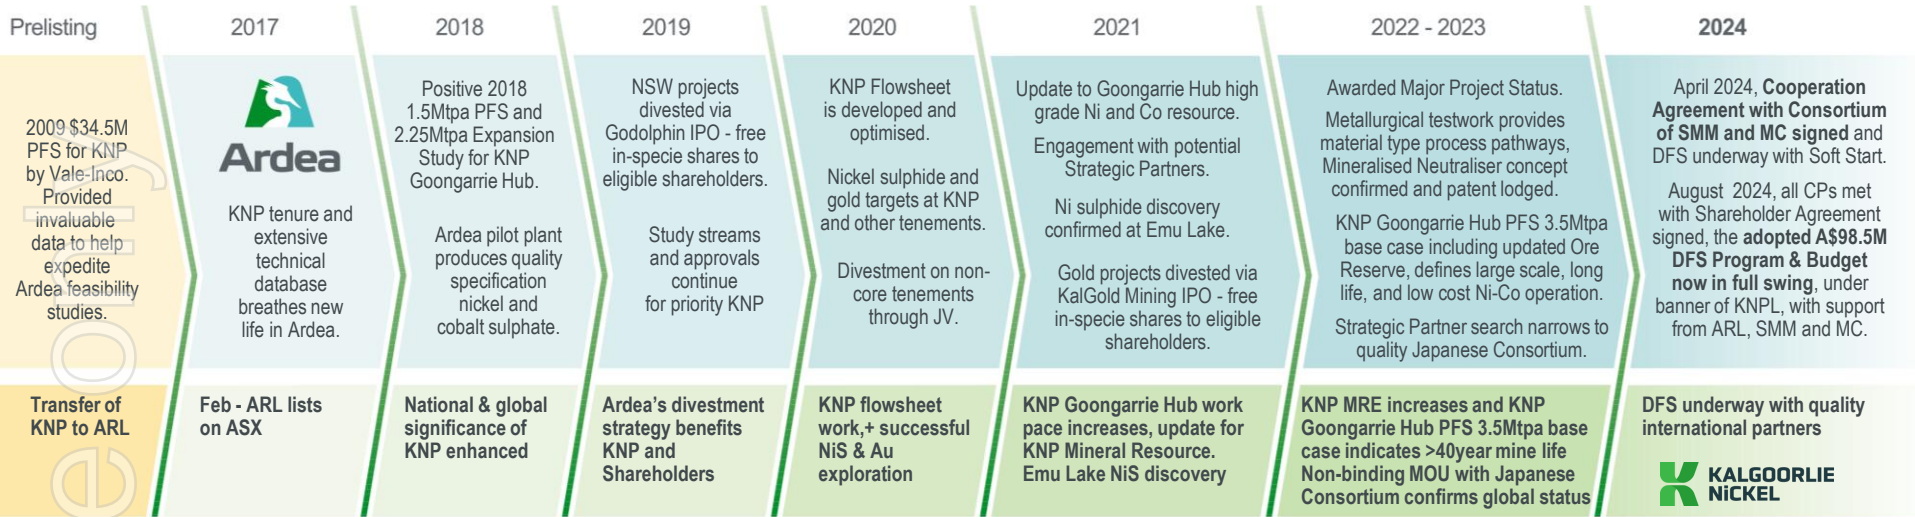 Prelisting
2009 $34.5M
PFS for KNP
by Vale-Inco.
Provided
invaluable
data to help
expedite
Ardea feasibility
studies.
Transfer of
KNP to ARL
2017
Ardea
KNP tenure and
extensive
technical
database
breathes new
life in Ardea.
Feb - ARL lists
on ASX
2018
Positive 2018
1.5Mtpa PFS and
2.25Mtpa Expansion
Study for KNP
Goongarrie Hub.
Ardea pilot plant
produces quality
specification
nickel and
cobalt sulphate.
National & global
significance of
KNP enhanced
2019
NSW projects
divested via
Godolphin IPO - free
in-specie shares to
eligible shareholders.
Study streams
and approvals
continue
for priority KNP
Ardea's divestment
strategy benefits
KNP and
Shareholders
2020
KNP Flowsheet
is developed and
optimised.
Nickel sulphide and
gold targets at KNP
and other tenements.
Divestment on non-
core tenements
through JV.
KNP flowsheet
work,+ successful
NiS & Au
exploration
2021
Update to Goongarrie Hub high
grade Ni and Co resource.
Engagement with potential
Strategic Partners.
Ni sulphide discovery
confirmed at Emu Lake.
Gold projects divested via
KalGold Mining IPO - free
in-specie shares to eligible
shareholders.
KNP Goongarrie Hub work
pace increases, update for
KNP Mineral Resource.
Emu Lake NiS discovery
2022 - 2023
Awarded Major Project Status.
Metallurgical testwork provides
material type process pathways,
Mineralised Neutraliser concept
confirmed and patent lodged.
KNP Goongarrie Hub PFS 3.5Mtpa
base case including updated Ore
Reserve, defines large scale, long
life, and low cost Ni-Co operation.
Strategic Partner search narrows to
quality Japanese Consortium.
KNP MRE increases and KNP
Goongarrie Hub PFS 3.5Mtpa base
case indicates >40year mine life
Non-binding MOU with Japanese
Consortium confirms global status
2024
April 2024, Cooperation
Agreement with Consortium
of SMM and MC signed and
DFS underway with Soft Start.
August 2024, all CPs met
with Shareholder Agreement
signed, the adopted A$98.5M
DFS Program & Budget
now in full swing, under
banner of KNPL, with support
from ARL, SMM and MC.
DFS underway with quality
international partners
KALGOORLIE
NiCKEL
e only